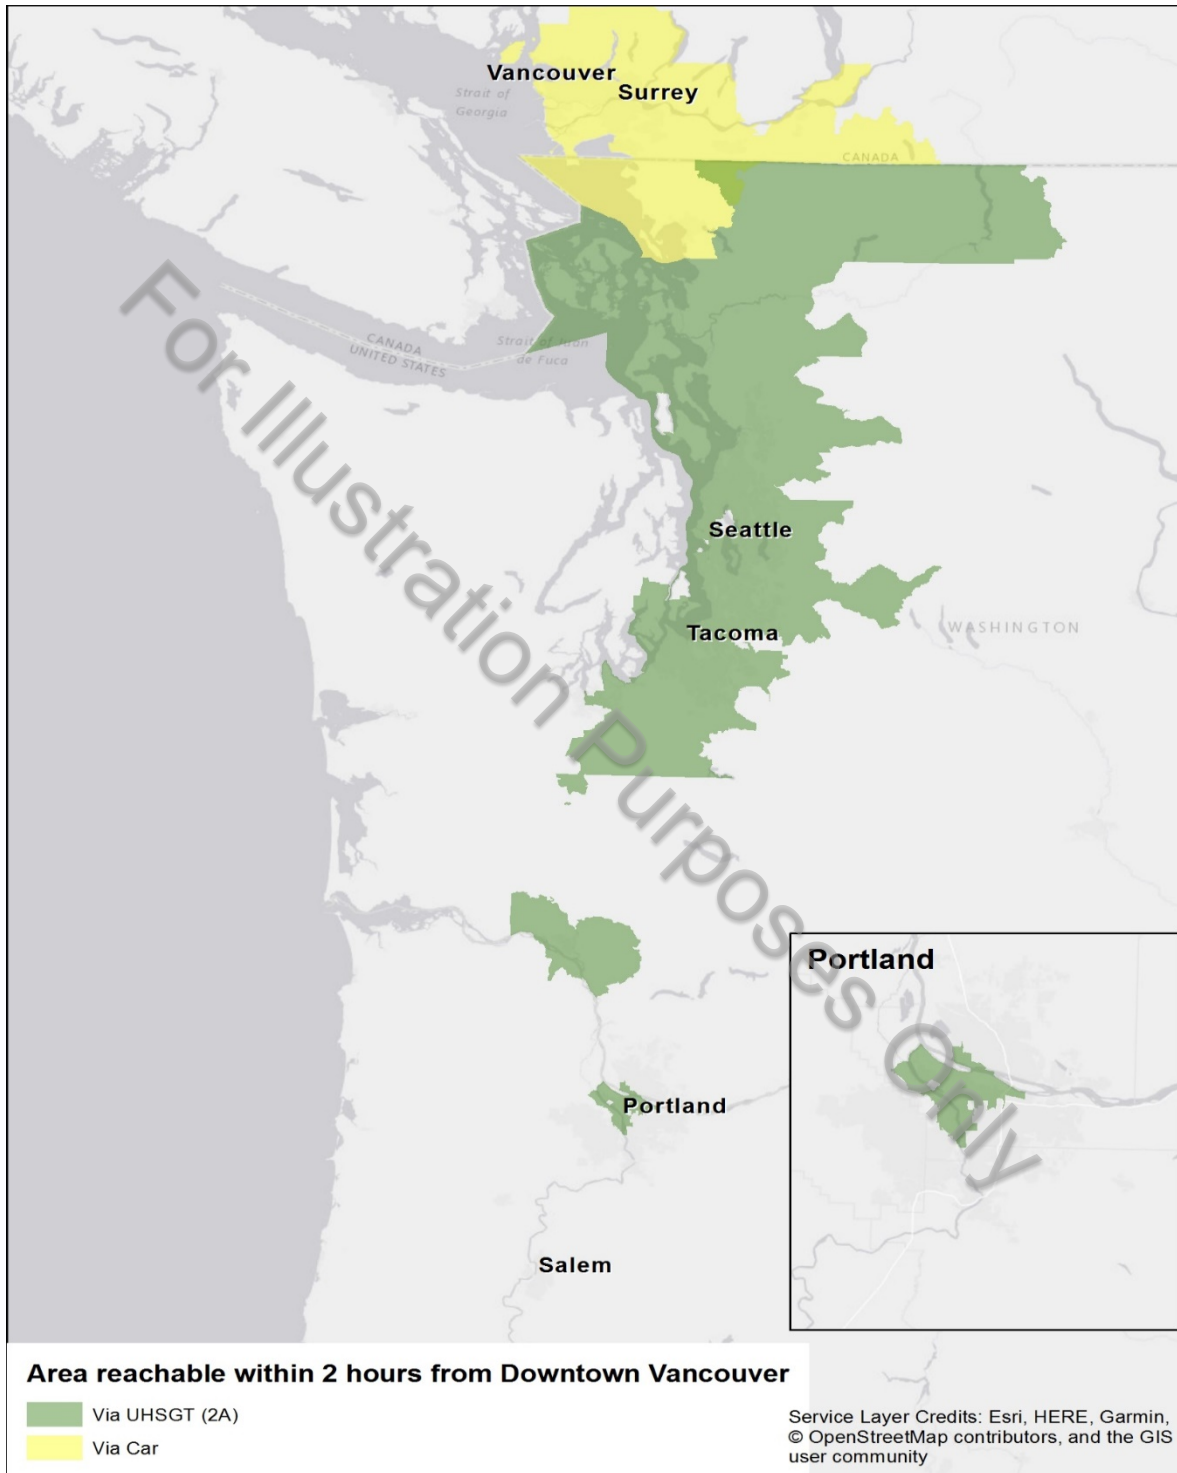 Vancouver
Surrey
Strait of
Georgia
CANADA
CANADA
UNITED STATES
Strait of Juan
de Fuca
Seattle
Tacoma
WASHINGTON
For Illustration Purposes Only
Portland
Portland
Salem
Area reachable within 2 hours from Downtown Vancouver
Via UHSGT (2A)
Via Car
Service Layer Credits: Esri, HERE, Garmin,
© OpenStreetMap contributors, and the GIS
user community